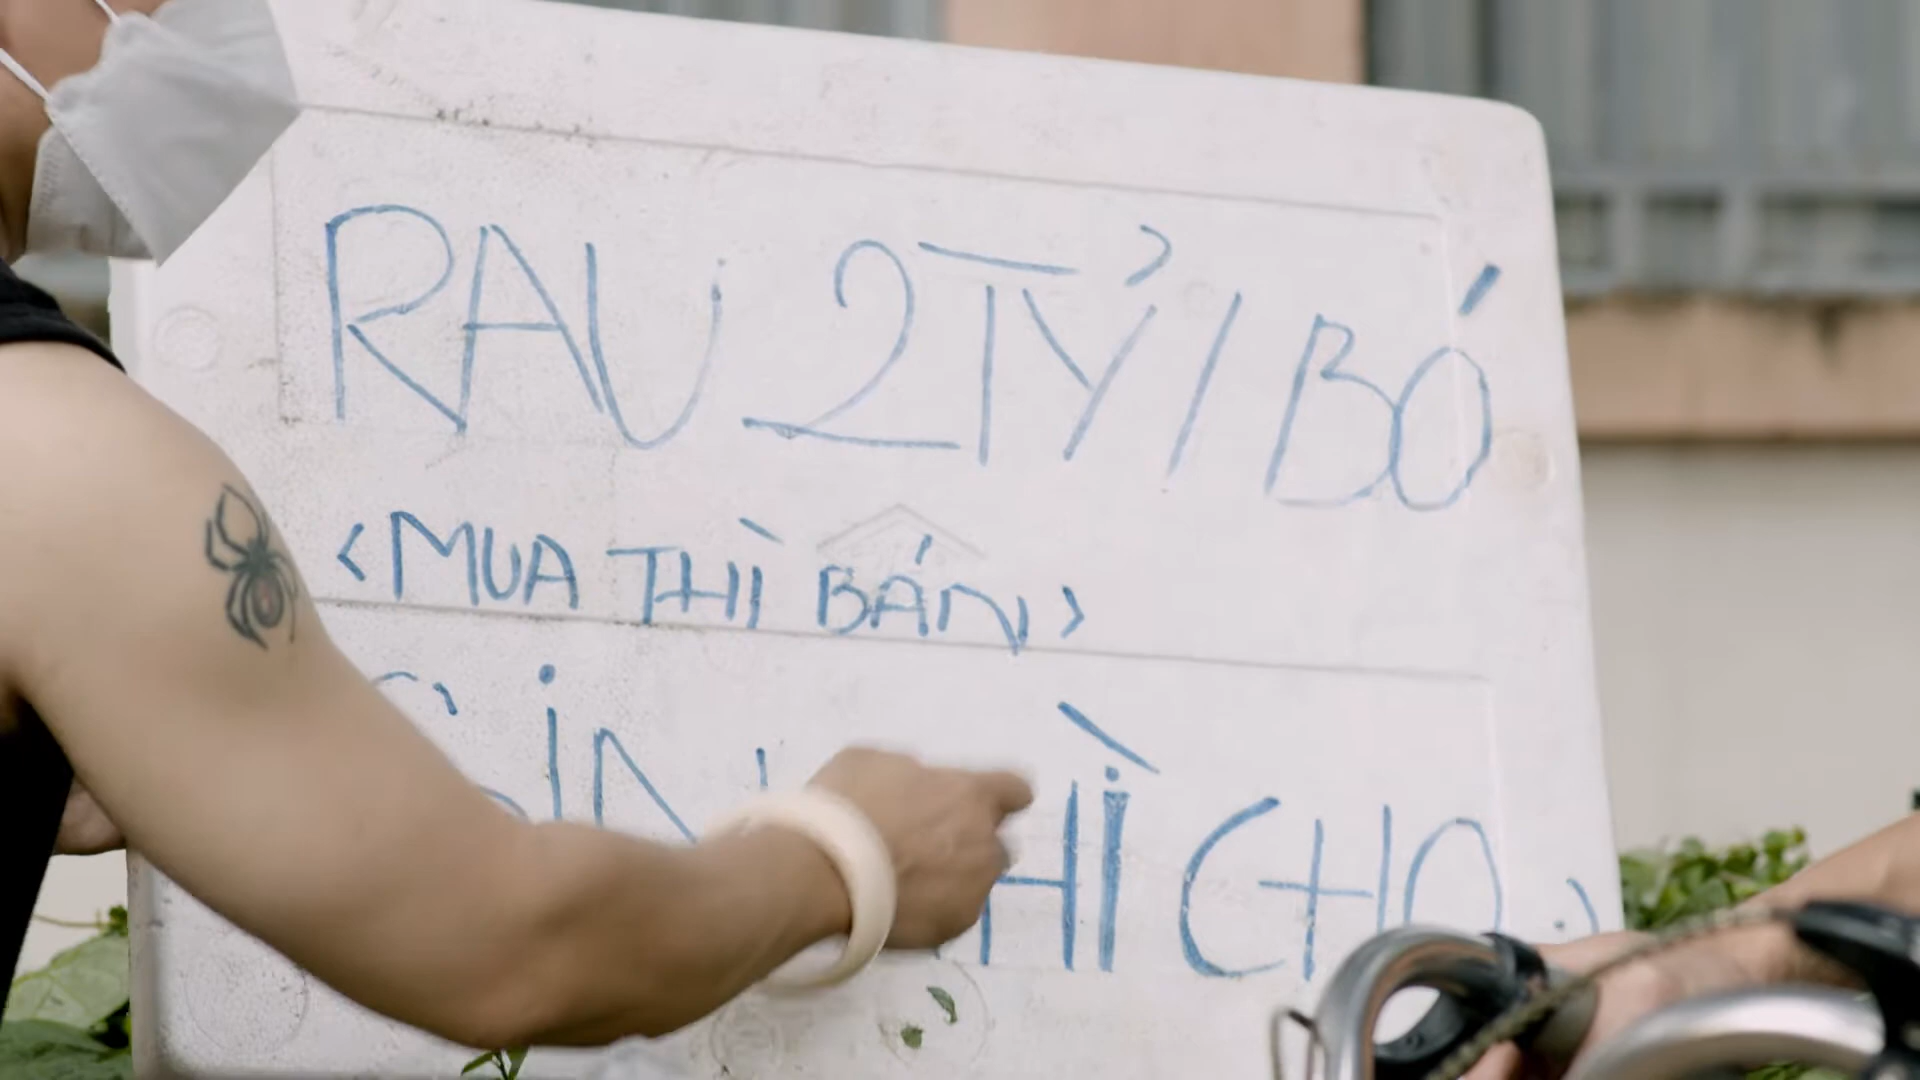 RAU 2 TỶ / BÓ
<MUA THÌ BÁN>
CHO :)